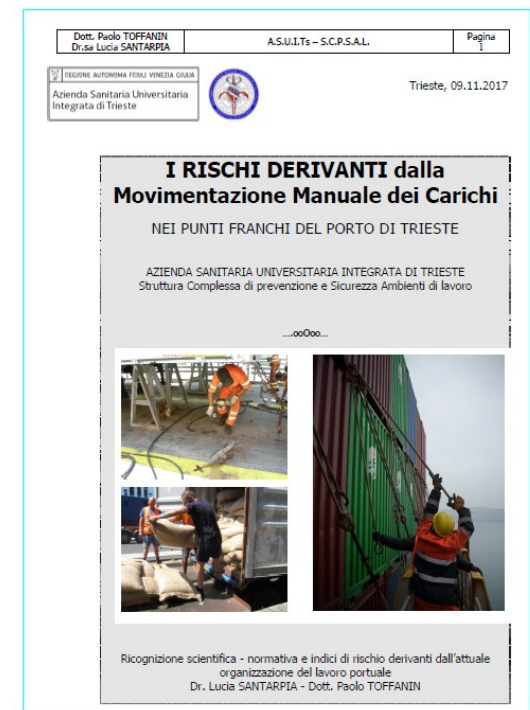 Dott. Paolo TOFFANIN
Dr.sa Lucia SANTARPIA
A.S.U.I.Ts – S.C.P.S.A.L.
Pagina
1
REGIONE AUTONOMA FRIULI VENEZIA GIULIA
Azienda Sanitaria Universitaria
Integrata di Trieste
Trieste, 09.11.2017
I RISCHI DERIVANTI dalla
Movimentazione Manuale dei Carichi
NEI PUNTI FRANCHI DEL PORTO DI TRIESTE
AZIENDA SANITARIA UNIVERSITARIA INTEGRATA DI TRIESTE
Struttura Complessa di prevenzione e Sicurezza Ambienti di lavoro
....ooOoo....
Ricognizione scientifica - normativa e indici di rischio derivanti dall'attuale
organizzazione del lavoro portuale
Dr. Lucia SANTARPIA - Dott. Paolo TOFFANIN